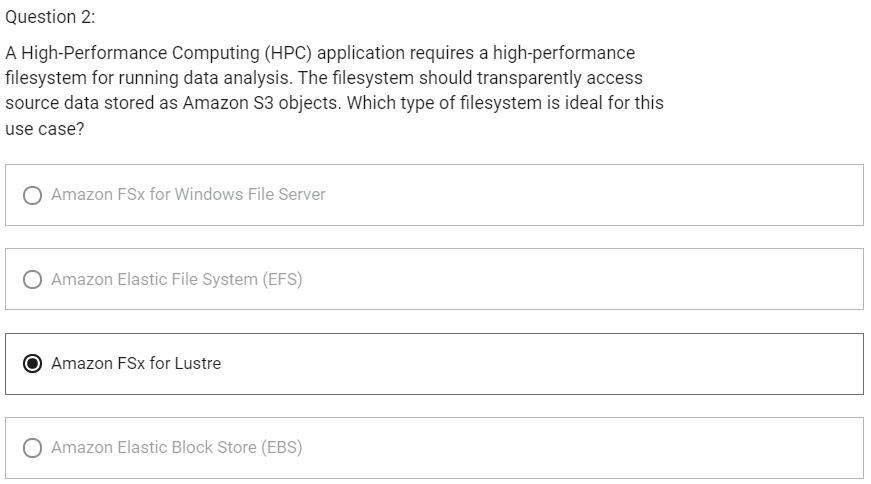 Question 2:
A High-Performance Computing (HPC) application requires a high-performance
filesystem for running data analysis. The filesystem should transparently access
source data stored as Amazon S3 objects. Which type of filesystem is ideal for this
use case?
Amazon FSx for Windows File Server
Amazon Elastic File System (EFS)
Amazon FSx for Lustre
Amazon Elastic Block Store (EBS)